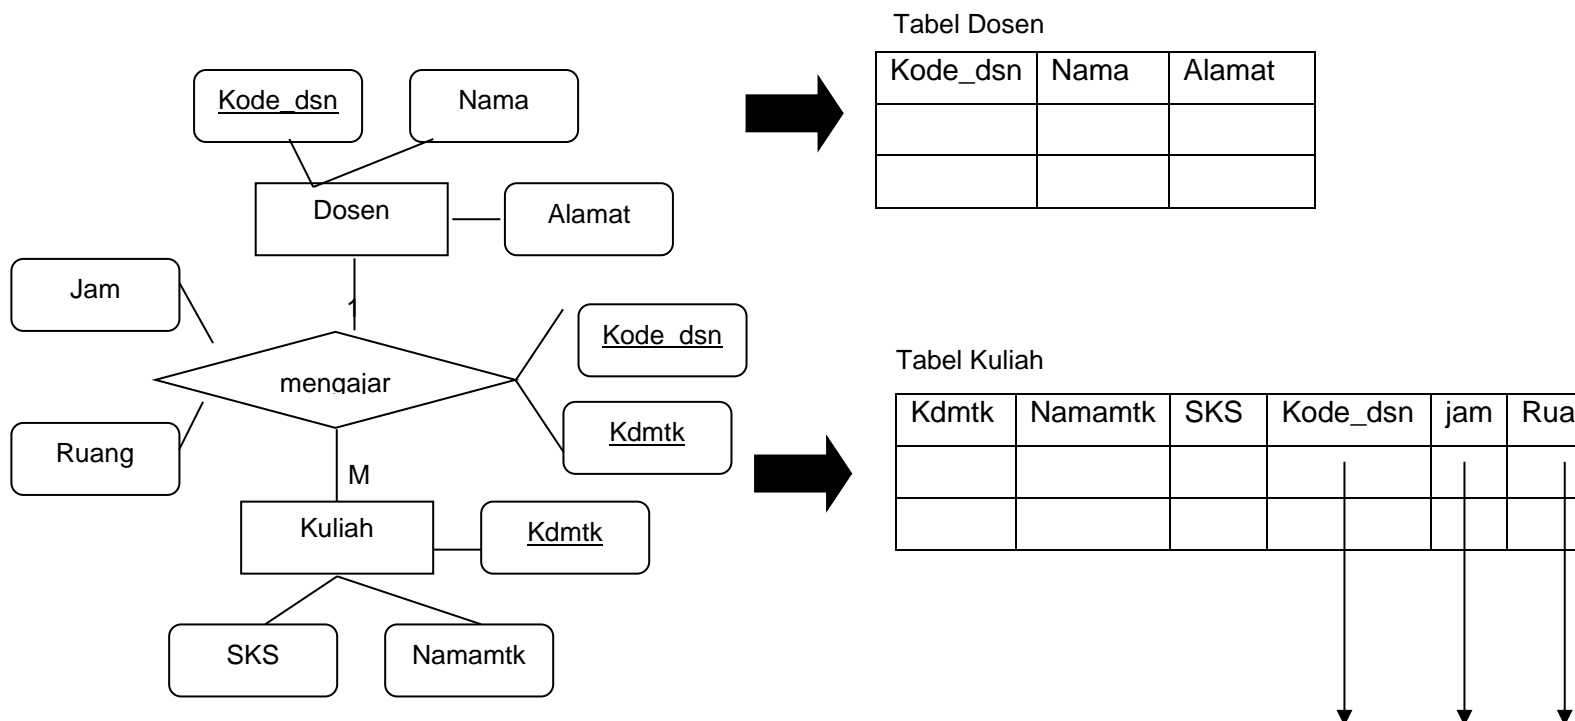 Tabel Dosen
Kode_dsn Nama Alamat
Kode_dsn
Nama
Dosen
Alamat
Jam
1
Kode_dsn
mengajar
Kdmtk
Ruang
M
Kuliah
Kdmtk
SKS
Namamtk
Tabel Kuliah
Kdmtk Namamtk SKS Kode_dsn jam Rua